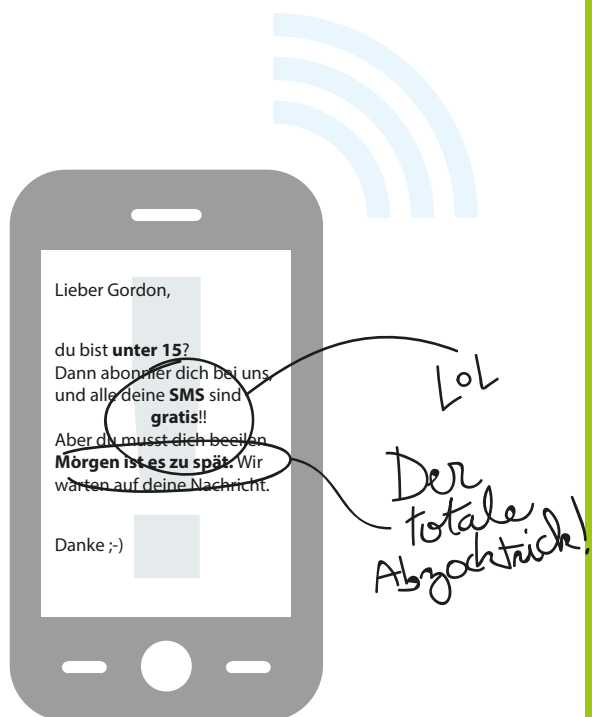 Lieber Gordon,
du bist unter 15?
Dann abonnier dich bei uns,
und alle deine SMS sind
gratis!!
Aber du musst dich beeilen
Morgen ist es zu spät. Wir
warten auf deine Nachricht.
Danke ;-)
LOL
Der
totale
Abzocktrick!